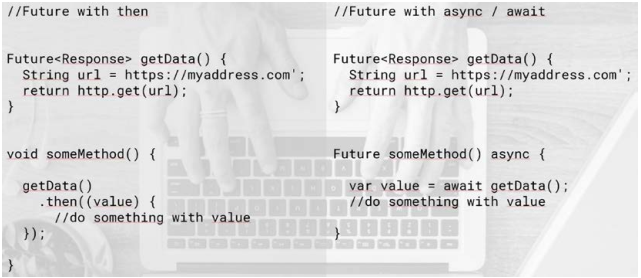 //Future with then
Future<Response> getData() {
String url = https://myaddress.com';
return http.get(url);
}
void someMethod() {
getData()
.then((value) {
//do something with value
});
}
//Future with async / await
Future<Response> getData() {
String url = https://myaddress.com';
return http.get(url);
}
Future someMethod() async {
var value = await getData();
//do something with value
}